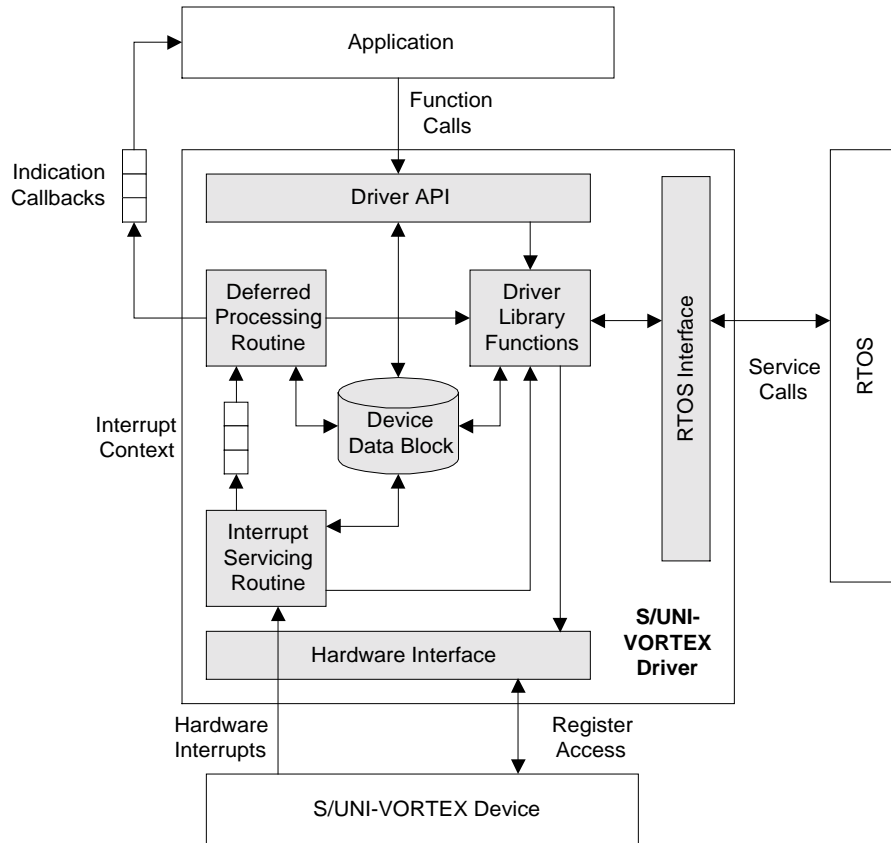 Application
Function
Calls
Indication
Callbacks
Driver API
Deferred
Processing
Routine
Driver
Library
Functions
RTOS Interface
Service
Calls
RTOS
Interrupt
Context
Device
Data Block
Interrupt
Servicing
Routine
S/UNI-
VORTEX
Driver
Hardware Interface
Hardware
Interrupts
Register
Access
S/UNI-VORTEX Device